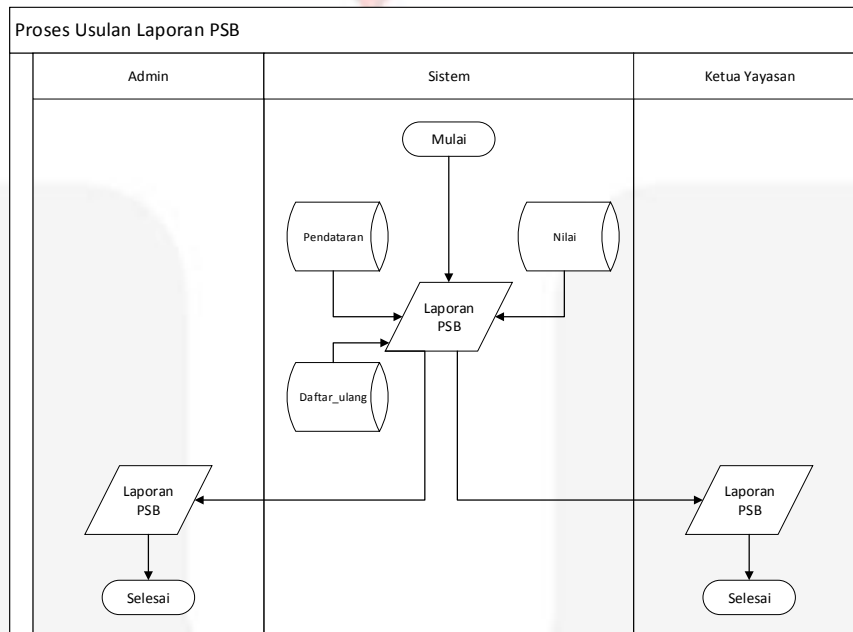 Proses Usulan Laporan PSB
Admin
Sistem
Ketua Yayasan
Mulai
Pendataran
Nilai
Laporan
PSB
Daftar_ulang
Laporan
PSB
Laporan
PSB
Selesai
Selesai